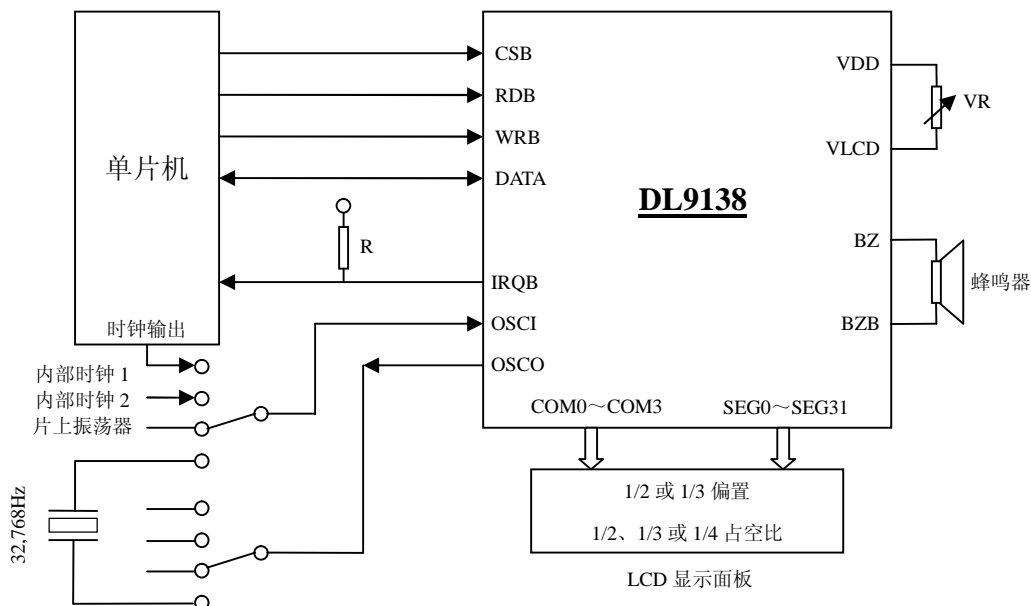 单片机
时钟输出
CSB
RDB
WRB
DATA
IRQB
OSCI
OSCO
DL9138
VDD
VLCD
BZ
BZB
COM0～COM3 SEG0～SEG31
VR
蜂鸣器
R
内部时钟 1
内部时钟 2
片上振荡器
32,768Hz
1/2 或 1/3 偏置
1/2、1/3 或 1/4 占空比
LCD 显示面板